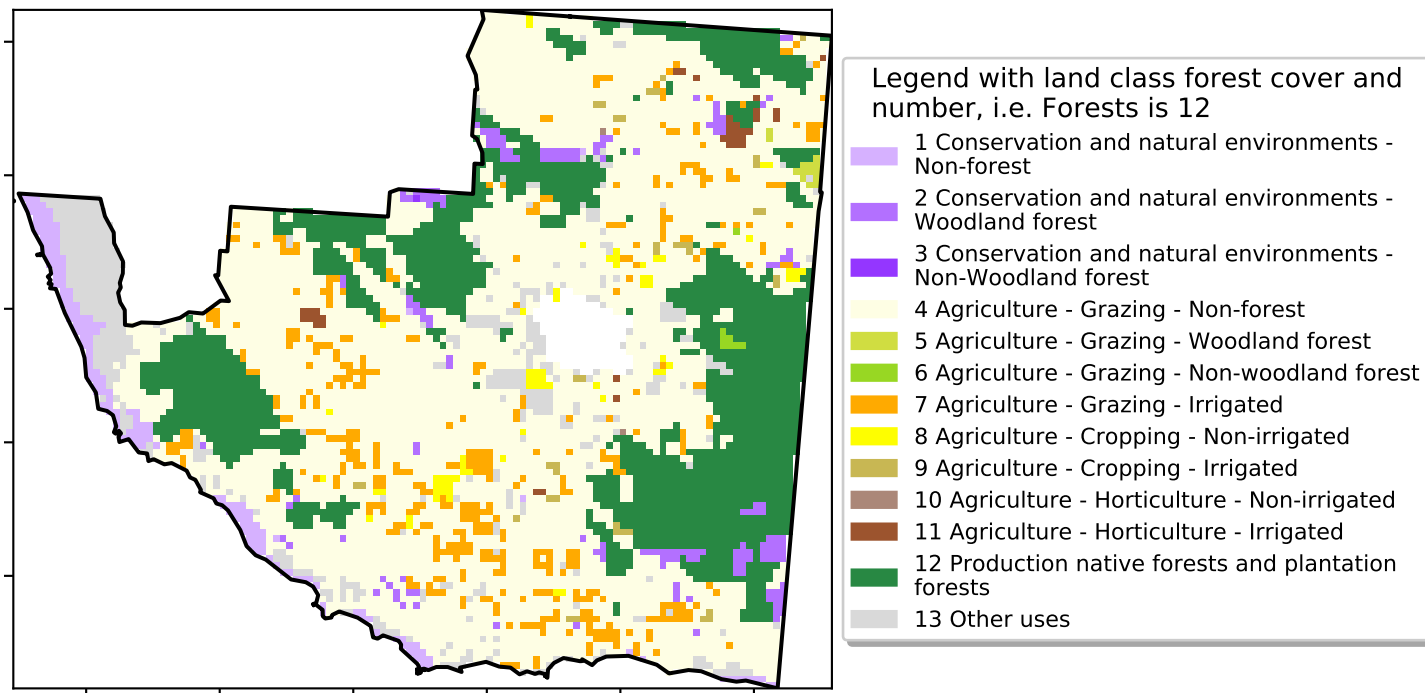 Legend with land class forest cover and
number, i.e. Forests is 12
1 Conservation and natural environments -
Non-forest
2 Conservation and natural environments -
Woodland forest
3 Conservation and natural environments -
Non-Woodland forest
4 Agriculture - Grazing - Non-forest
5 Agriculture - Grazing - Woodland forest
6 Agriculture - Grazing - Non-woodland forest
7 Agriculture - Grazing - Irrigated
8 Agriculture - Cropping - Non-irrigated
9 Agriculture - Cropping - Irrigated
10 Agriculture - Horticulture - Non-irrigated
11 Agriculture - Horticulture - Irrigated
12 Production native forests and plantation
forests
13 Other uses